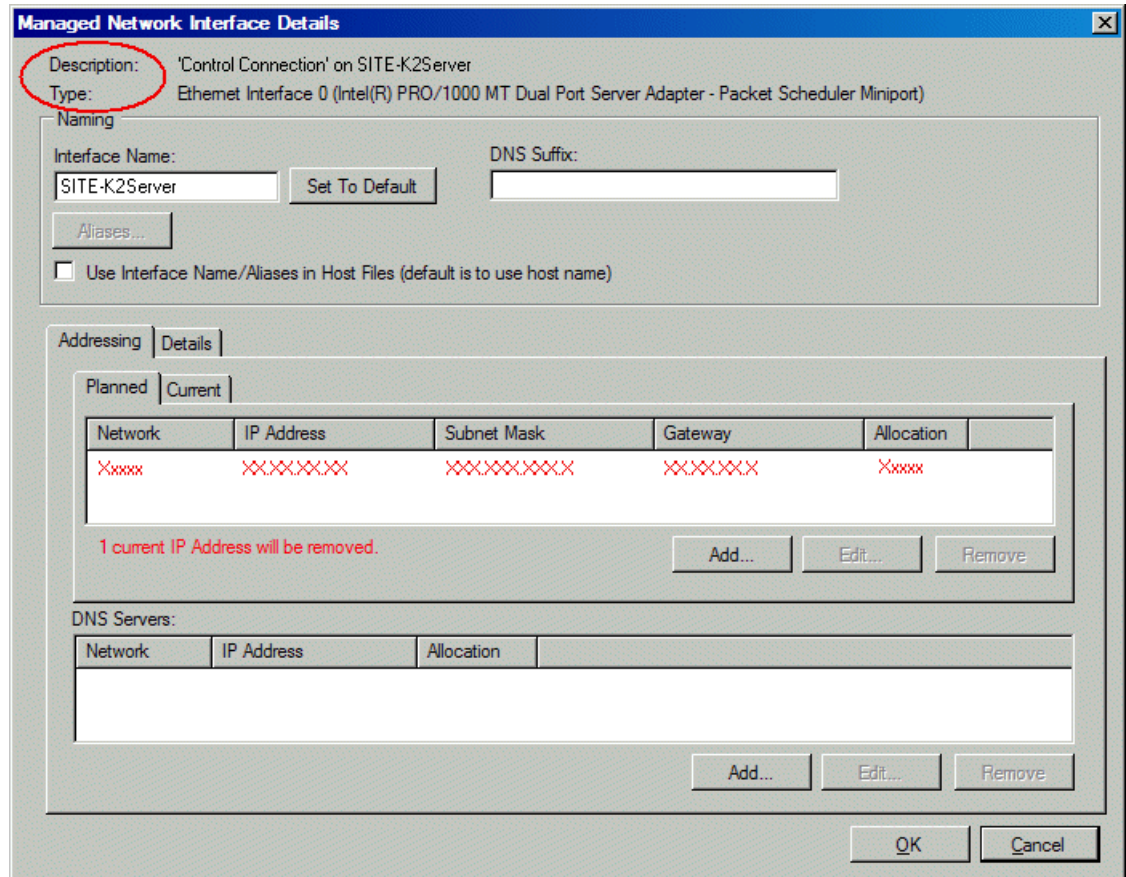 Managed Network Interface Details
Description: 'Control Connection' on SITE-K2Server
Type: Ethernet Interface 0 (Intel(R) PRO/1000 MT Dual Port Server Adapter - Packet Scheduler Miniport)
Naming
Interface Name: DNS Suffix:
SITE-K2Server Set To Default
Aliases...
Use Interface Name/Aliases in Host Files (default is to use host name)
Addressing Details
Planned Current
Network IP Address Subnet Mask Gateway Allocation
Xxxxx XX.XX.XX.XX XXX.XXX.XXX.X XX.XX.XX.X Xxxxx
1 current IP Address will be removed.
Add... Edit... Remove
DNS Servers:
Network IP Address Allocation
Add... Edit... Remove
OK Cancel